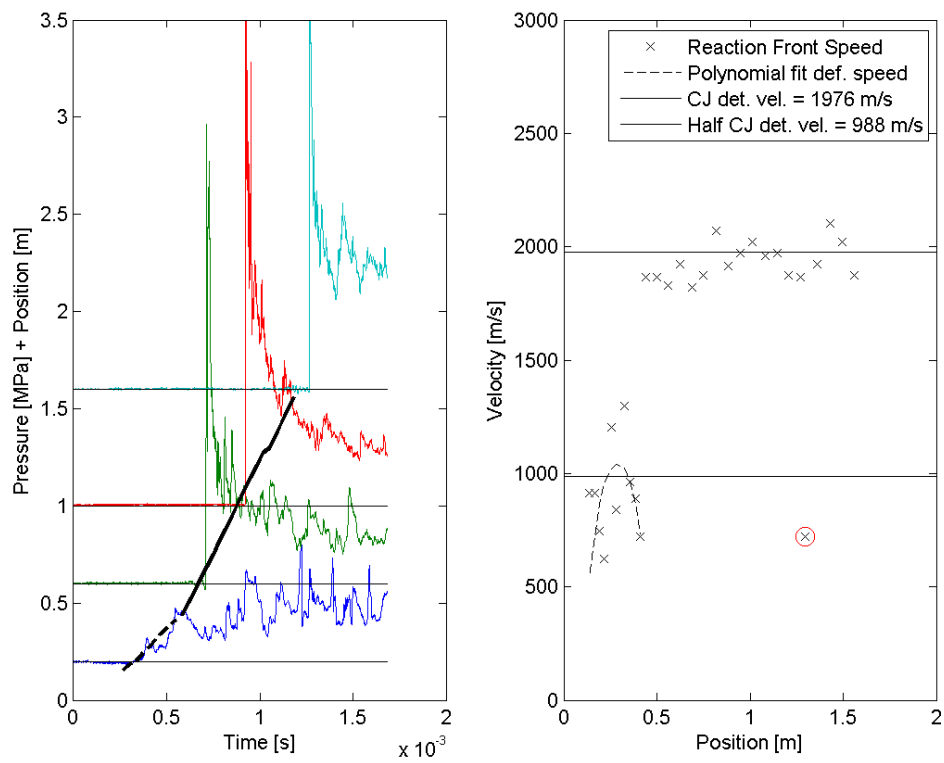 3.5
3
2.5
2
1.5
1
0.5
0
Pressure [MPa] + Position [m]
0 0.5 1 1.5 2
Time [s]
x 10⁻³
3000
2500
2000
1500
1000
500
0
Velocity [m/s]
Reaction Front Speed
Polynomial fit def. speed
CJ det. vel. = 1976 m/s
Half CJ det. vel. = 988 m/s
0 0.5 1 1.5 2
Position [m]